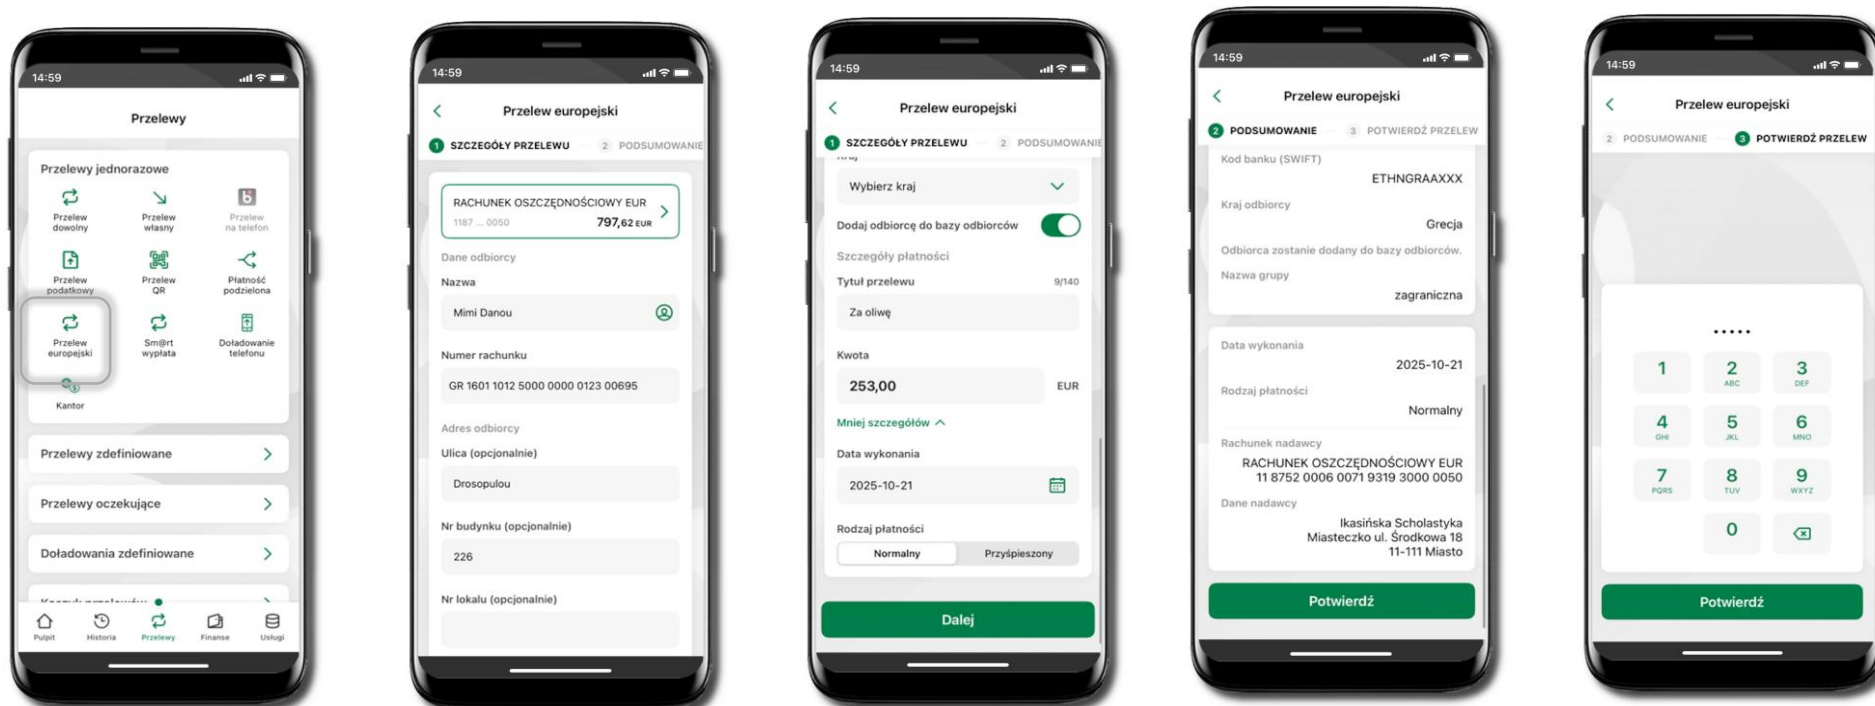 14:59
Przelewy
Przelewy jednorazowe
Przelew
dowolny
Przelew
własny
Przelew
na telefon
Przelew
podatkowy
Przelew
QR
Płatność
podzielona
Przelew
europejski
Sm@rt
wypłata
Doładowanie
telefonu
Kantor
Przelewy zdefiniowane
Przelewy oczekujące
Doładowania zdefiniowane
Koszyk przelewów
Pulpit
Historia
Przelewy
Finanse
Usługi
14:59
Przelew europejski
1 SZCZEGÓŁY PRZELEWU 2 PODSUMOWANIE
RACHUNEK OSZCZĘDNOŚCIOWY EUR
1187 ... 0050 797,62 EUR
Dane odbiorcy
Nazwa
Mimi Danou
Numer rachunku
GR 1601 1012 5000 0000 0123 00695
Adres odbiorcy
Ulica (opcjonalnie)
Drosopulou
Nr budynku (opcjonalnie)
226
Nr lokalu (opcjonalnie)
14:59
Przelew europejski
1 SZCZEGÓŁY PRZELEWU 2 PODSUMOWANIE
Kraj
Wybierz kraj
Dodaj odbiorcę do bazy odbiorców
Szczegóły płatności
Tytuł przelewu 9/140
Za oliwę
Kwota
253,00 EUR
Mniej szczegółów
Data wykonania
2025-10-21
Rodzaj płatności
Normalny Przyśpieszony
Dalej
14:59
Przelew europejski
2 PODSUMOWANIE 3 POTWIERDŹ PRZELEW
Kod banku (SWIFT)
ETHNGRAAXXX
Kraj odbiorcy
Grecja
Odbiorca zostanie dodany do bazy odbiorców.
Nazwa grupy
zagraniczna
Data wykonania
2025-10-21
Rodzaj płatności
Normalny
Rachunek nadawcy
RACHUNEK OSZCZĘDNOŚCIOWY EUR
11 8752 0006 0071 9319 3000 0050
Dane nadawcy
Ikasińska Scholastyka
Miasteczko ul. Środkowa 18
11-111 Miasto
Potwierdź
14:59
Przelew europejski
2 PODSUMOWANIE 3 POTWIERDŹ PRZELEW
1
2 ABC
3 DEF
4 GHI
5 JKL
6 MNO
7 PQRS
8 TUV
9 WXYZ
0
Potwierdź